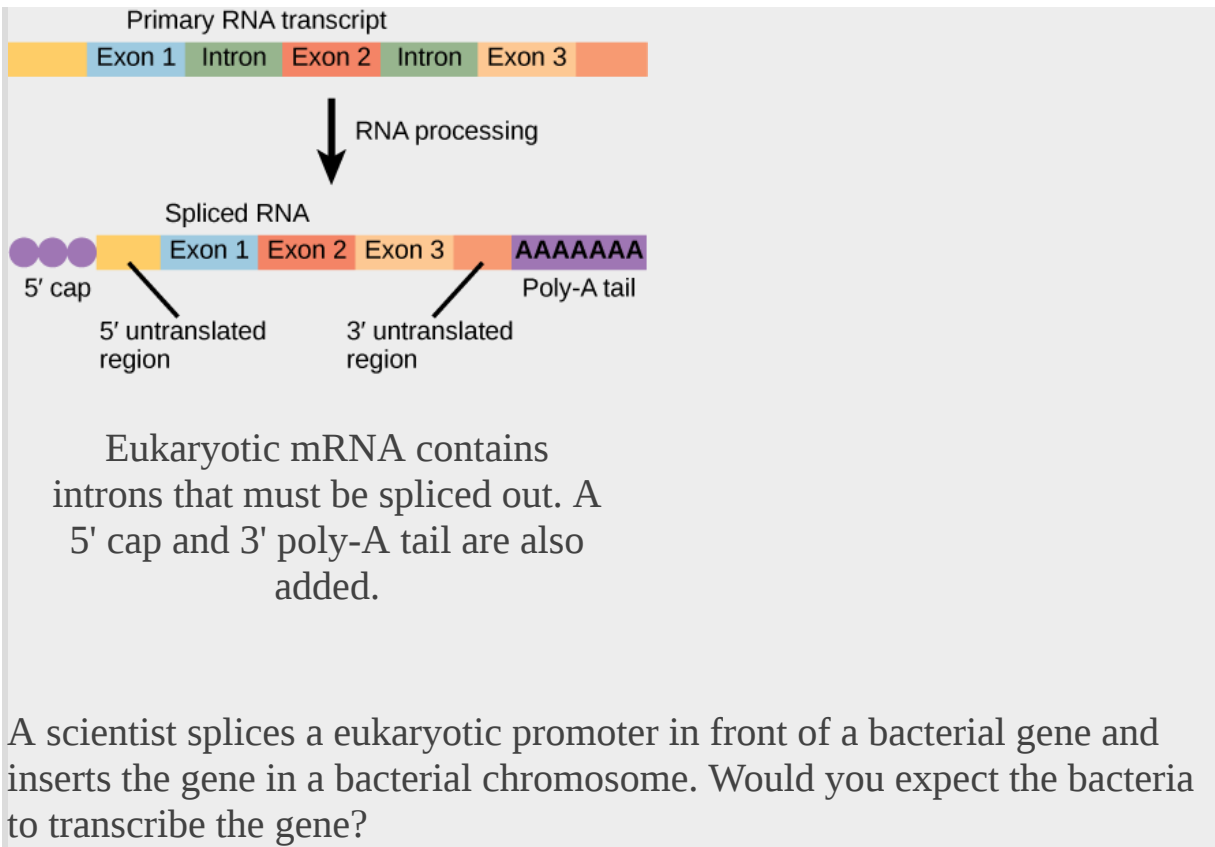 Primary RNA transcript
Exon 1 Intron Exon 2 Intron Exon 3
RNA processing
Spliced RNA
Exon 1 Exon 2 Exon 3 AAAAAAA
5′ cap Poly-A tail
5′ untranslated region
3′ untranslated region
Eukaryotic mRNA contains
introns that must be spliced out. A
5' cap and 3' poly-A tail are also
added.
A scientist splices a eukaryotic promoter in front of a bacterial gene and
inserts the gene in a bacterial chromosome. Would you expect the bacteria
to transcribe the gene?